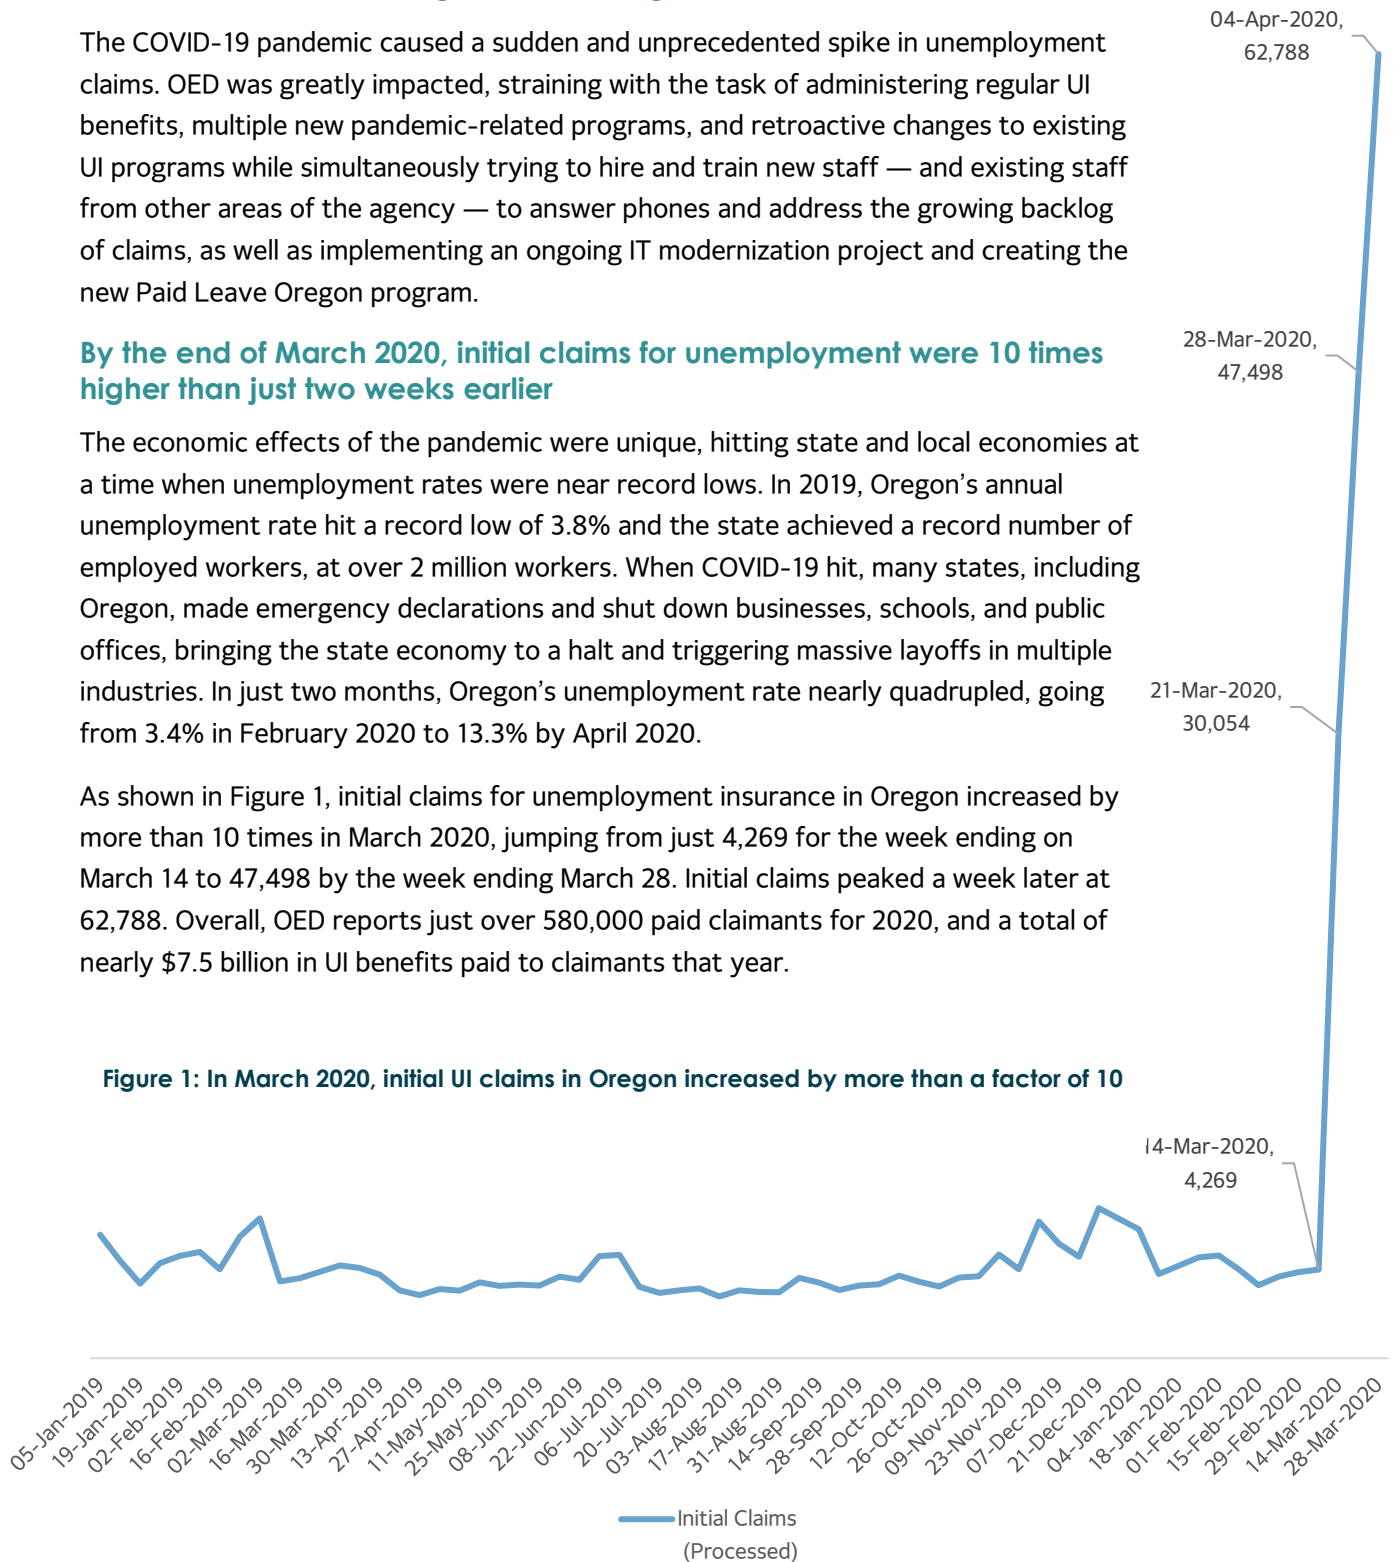 The COVID-19 pandemic caused a sudden and unprecedented spike in unemployment
claims. OED was greatly impacted, straining with the task of administering regular UI
benefits, multiple new pandemic-related programs, and retroactive changes to existing
UI programs while simultaneously trying to hire and train new staff — and existing staff
from other areas of the agency — to answer phones and address the growing backlog
of claims, as well as implementing an ongoing IT modernization project and creating the
new Paid Leave Oregon program.
By the end of March 2020, initial claims for unemployment were 10 times
higher than just two weeks earlier
The economic effects of the pandemic were unique, hitting state and local economies at
a time when unemployment rates were near record lows. In 2019, Oregon's annual
unemployment rate hit a record low of 3.8% and the state achieved a record number of
employed workers, at over 2 million workers. When COVID-19 hit, many states, including
Oregon, made emergency declarations and shut down businesses, schools, and public
offices, bringing the state economy to a halt and triggering massive layoffs in multiple
industries. In just two months, Oregon's unemployment rate nearly quadrupled, going
from 3.4% in February 2020 to 13.3% by April 2020.
As shown in Figure 1, initial claims for unemployment insurance in Oregon increased by
more than 10 times in March 2020, jumping from just 4,269 for the week ending on
March 14 to 47,498 by the week ending March 28. Initial claims peaked a week later at
62,788. Overall, OED reports just over 580,000 paid claimants for 2020, and a total of
nearly $7.5 billion in UI benefits paid to claimants that year.
Figure 1: In March 2020, initial UI claims in Oregon increased by more than a factor of 10
04-Apr-2020,
62,788
28-Mar-2020,
47,498
21-Mar-2020,
30,054
14-Mar-2020,
4,269
05-Jan-2019
19-Jan-2019
02-Feb-2019
16-Feb-2019
02-Mar-2019
16-Mar-2019
30-Mar-2019
13-Apr-2019
27-Apr-2019
11-May-2019
25-May-2019
08-Jun-2019
22-Jun-2019
06-Jul-2019
20-Jul-2019
03-Aug-2019
17-Aug-2019
31-Aug-2019
14-Sep-2019
28-Sep-2019
12-Oct-2019
26-Oct-2019
09-Nov-2019
23-Nov-2019
07-Dec-2019
21-Dec-2019
04-Jan-2020
18-Jan-2020
01-Feb-2020
15-Feb-2020
29-Feb-2020
14-Mar-2020
28-Mar-2020
Initial Claims
(Processed)